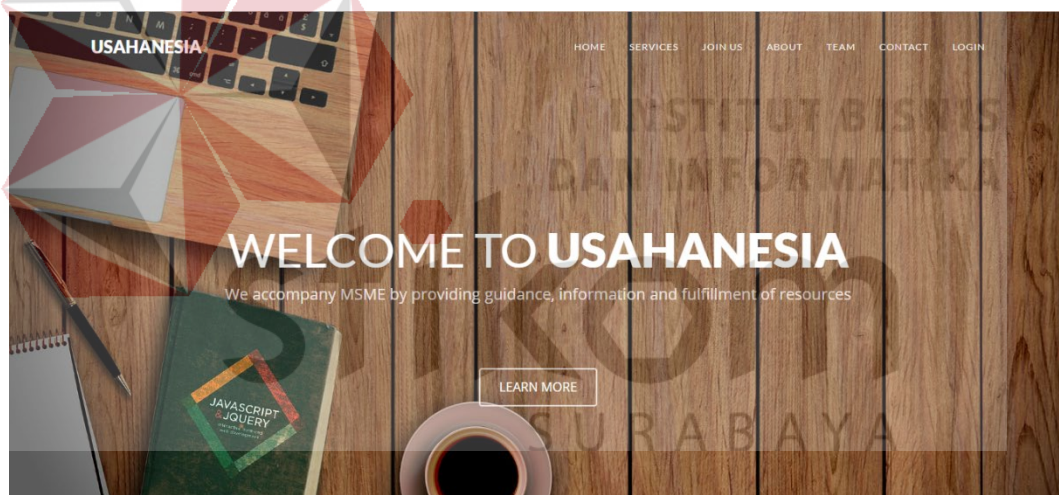 USAHANESIA
HOME SERVICES JOIN US ABOUT TEAM CONTACT LOGIN
INSTITUT BISNIS
DAN INFORMATIKA
WELCOME TO USAHANESIA
We accompany MSME by providing guidance, information and fulfillment of resources
stikom
LEARN MORE
SURABAYA
JAVASCRIPT
& JQUERY